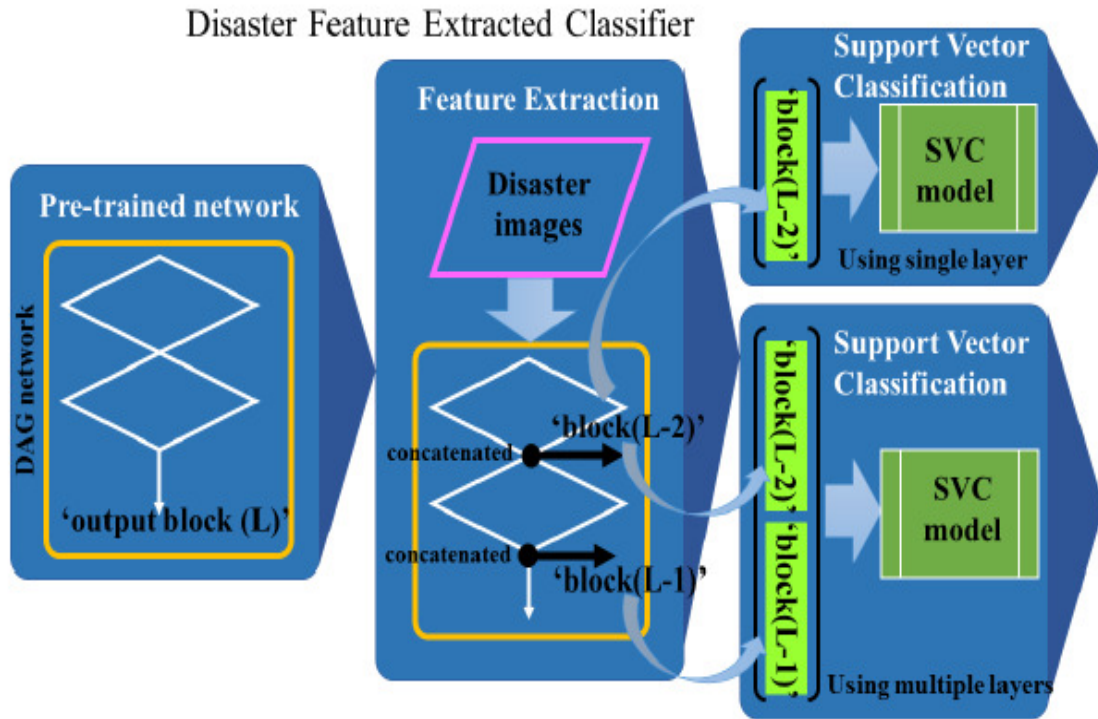 Disaster Feature Extracted Classifier
Pre-trained network
DAG network
‘output block (L)’
Feature Extraction
Disaster
images
concatenated
‘block(L-2)’
concatenated
‘block(L-1)’
Support Vector
Classification
‘block(L-2)’
SVC
model
Using single layer
Support Vector
Classification
‘block(L-2)’
‘block(L-1)’
SVC
model
Using multiple layers